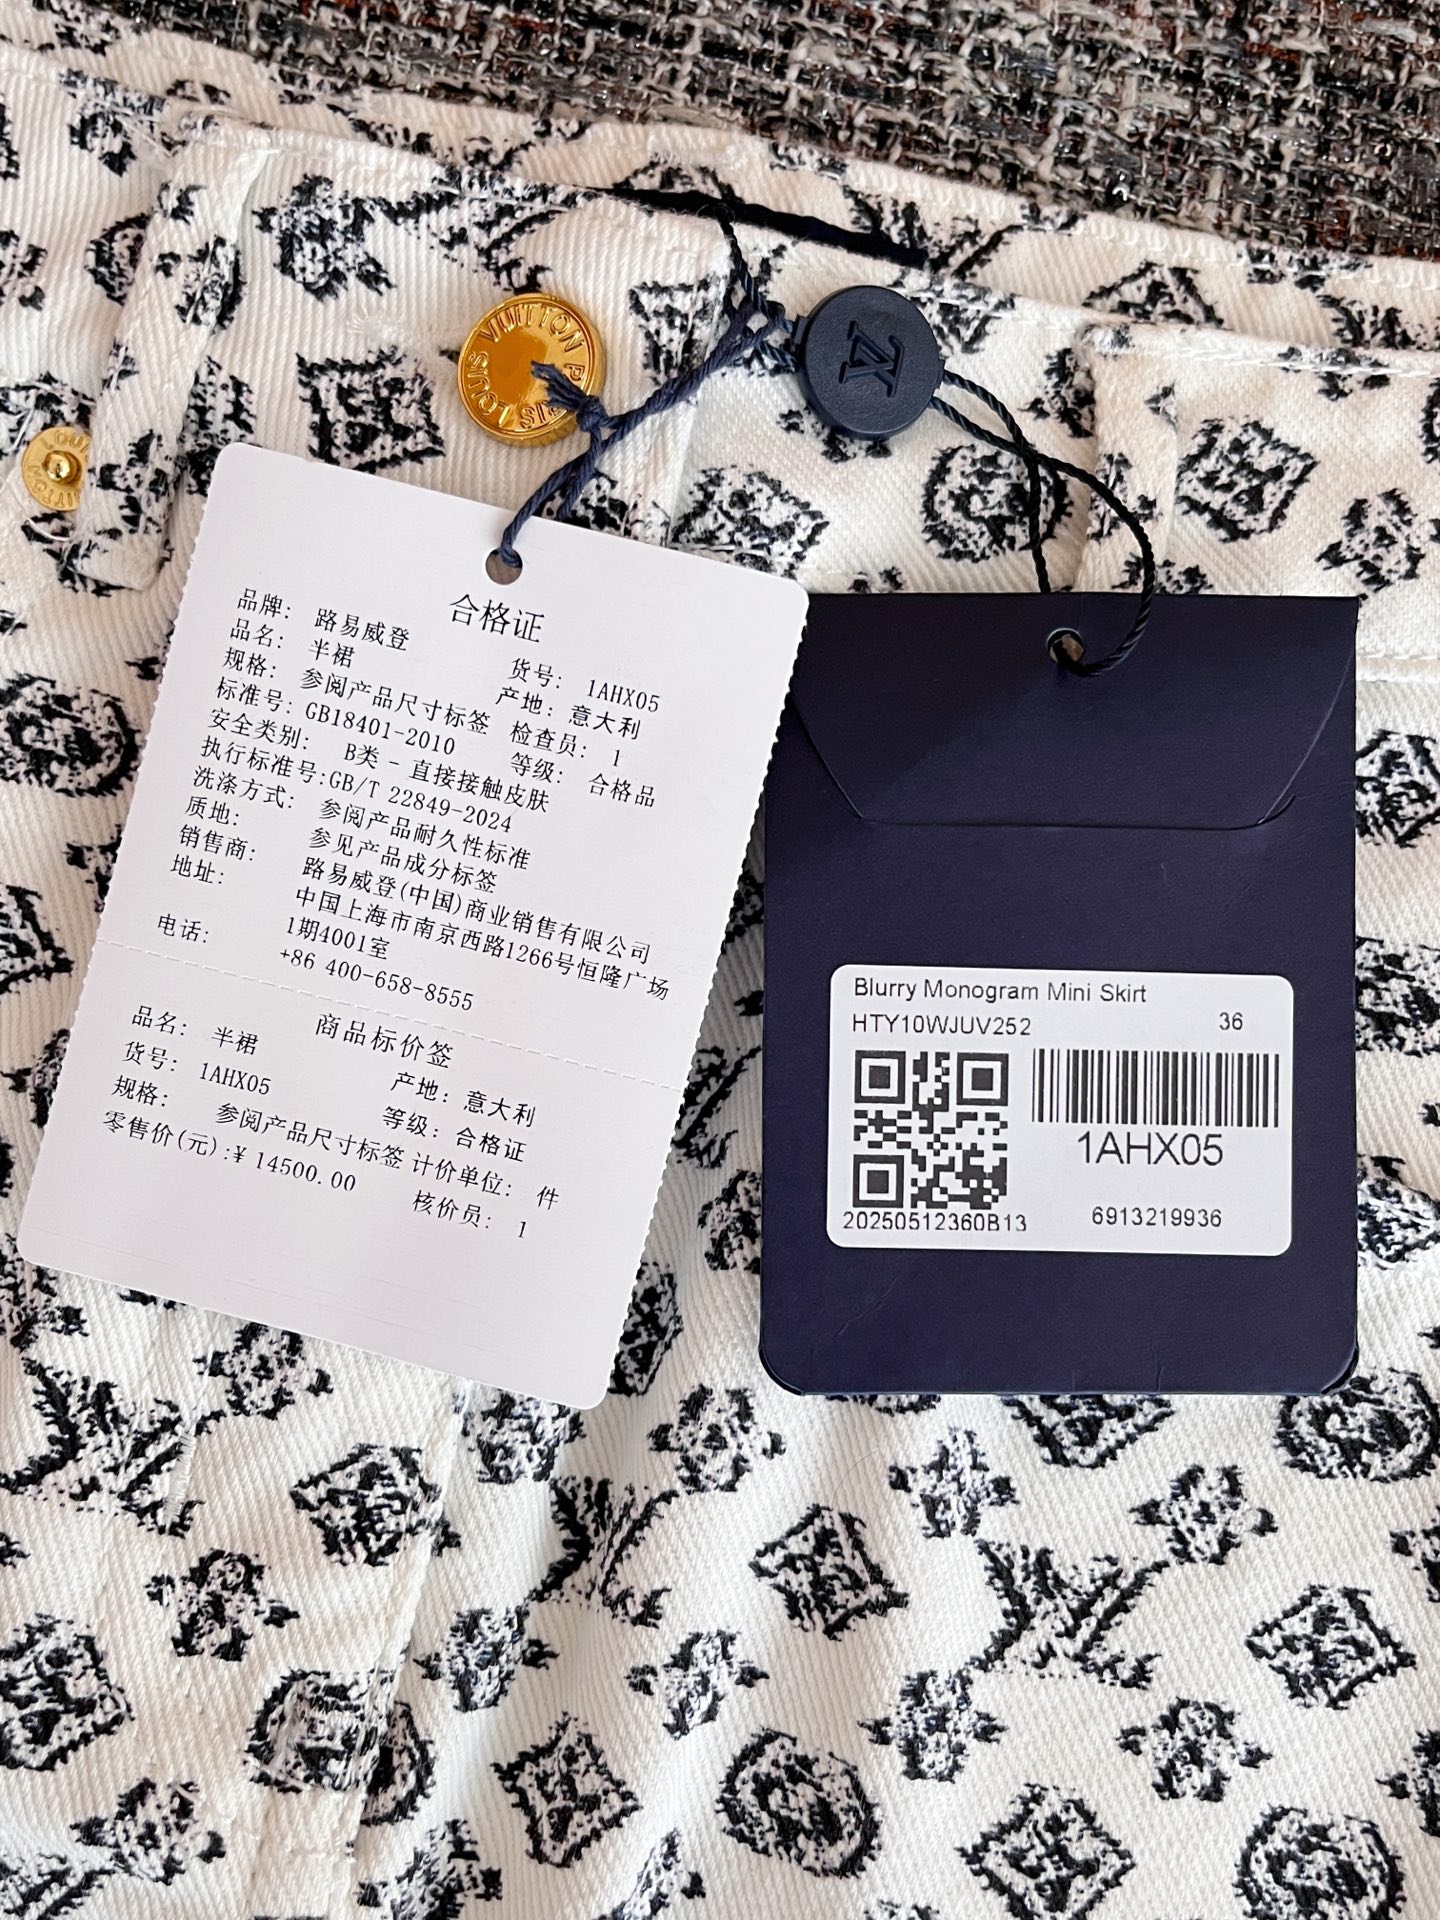 LOUIS VUITTON PARIS
LOUIS VUITTON
LV
合格证
品牌: 路易威登
货号: 1AHX05
品名: 半裙
产地: 意大利
规格: 参阅产品尺寸标签
检查员: 1
标准号: GB18401-2010
等级: 合格品
安全类别: B类 - 直接接触皮肤
执行标准号:GB/T 22849-2024
洗涤方式: 参阅产品耐久性标准
质地: 参见产品成分标签
销售商: 路易威登(中国)商业销售有限公司
地址: 中国上海市南京西路1266号恒隆广场
1期4001室
电话: +86 400-658-8555
商品标价签
品名: 半裙
产地: 意大利
货号: 1AHX05
等级: 合格证
规格: 参阅产品尺寸标签 计价单位: 件
零售价(元):¥ 14500.00
核价员: 1
Blurry Monogram Mini Skirt
HTY10WJUV252 36
1AHX05
20250512360B13 6913219936